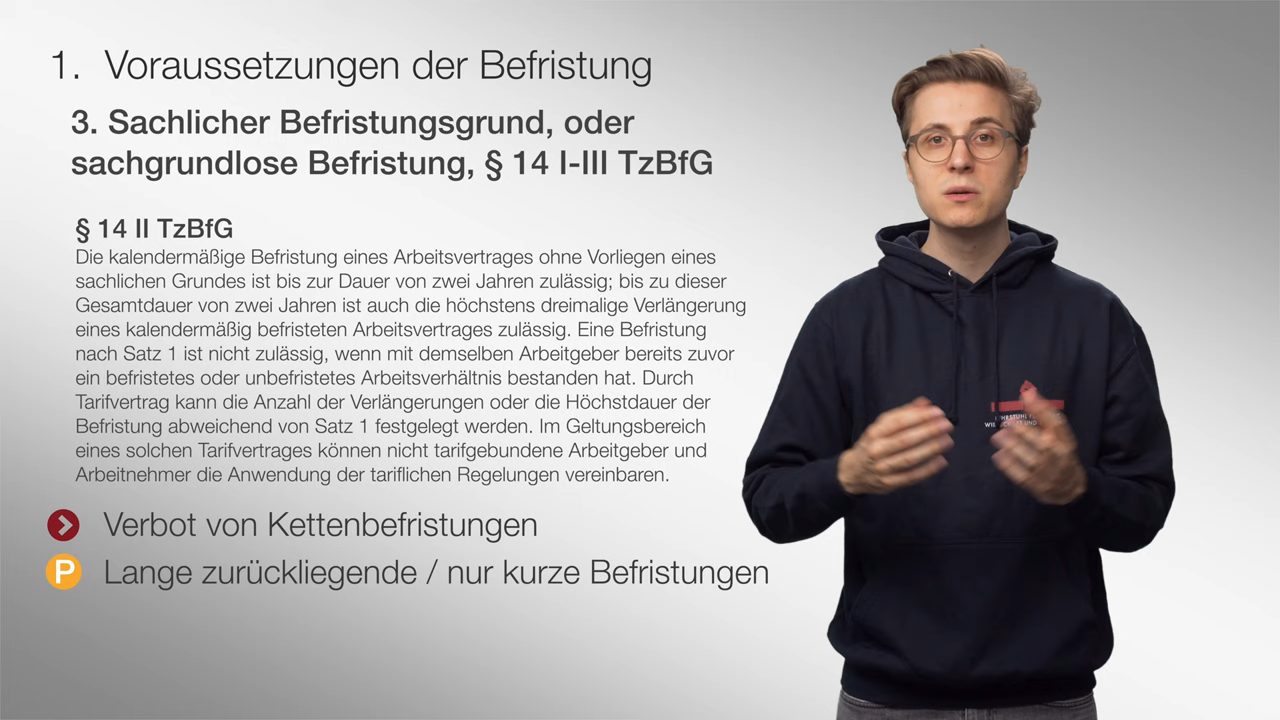 1. Voraussetzungen der Befristung
3. Sachlicher Befristungsgrund, oder
sachgrundlose Befristung, § 14 I-III TzBfG
§ 14 II TzBfG
Die kalendermäßige Befristung eines Arbeitsvertrages ohne Vorliegen eines
sachlichen Grundes ist bis zur Dauer von zwei Jahren zulässig; bis zu dieser
Gesamtdauer von zwei Jahren ist auch die höchstens dreimalige Verlängerung
eines kalendermäßig befristeten Arbeitsvertrages zulässig. Eine Befristung
nach Satz 1 ist nicht zulässig, wenn mit demselben Arbeitgeber bereits zuvor
ein befristetes oder unbefristetes Arbeitsverhältnis bestanden hat. Durch
Tarifvertrag kann die Anzahl der Verlängerungen oder die Höchstdauer der
Befristung abweichend von Satz 1 festgelegt werden. Im Geltungsbereich
eines solchen Tarifvertrages können nicht tarifgebundene Arbeitgeber und
Arbeitnehmer die Anwendung der tariflichen Regelungen vereinbaren.
Verbot von Kettenbefristungen
P Lange zurückliegende / nur kurze Befristungen